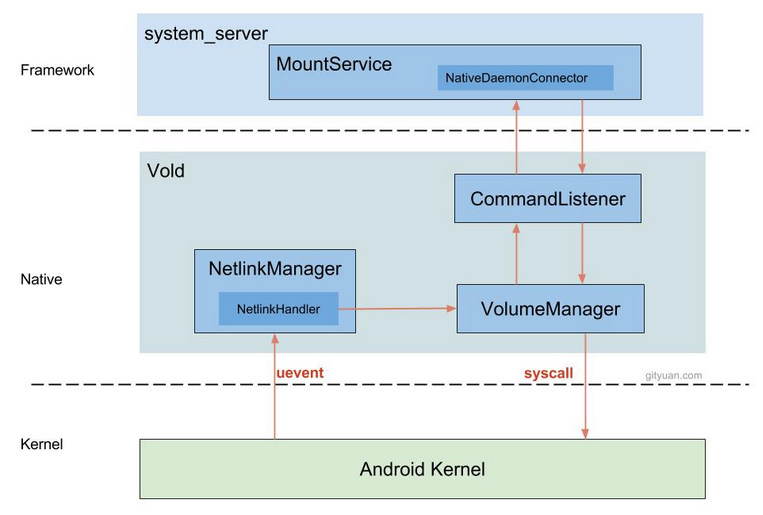 system_server
Framework
MountService
NativeDaemonConnector
Vold
CommandListener
NetlinkManager
Native
NetlinkHandler
VolumeManager
uevent
syscall
gityuan.com
Kernel
Android Kernel